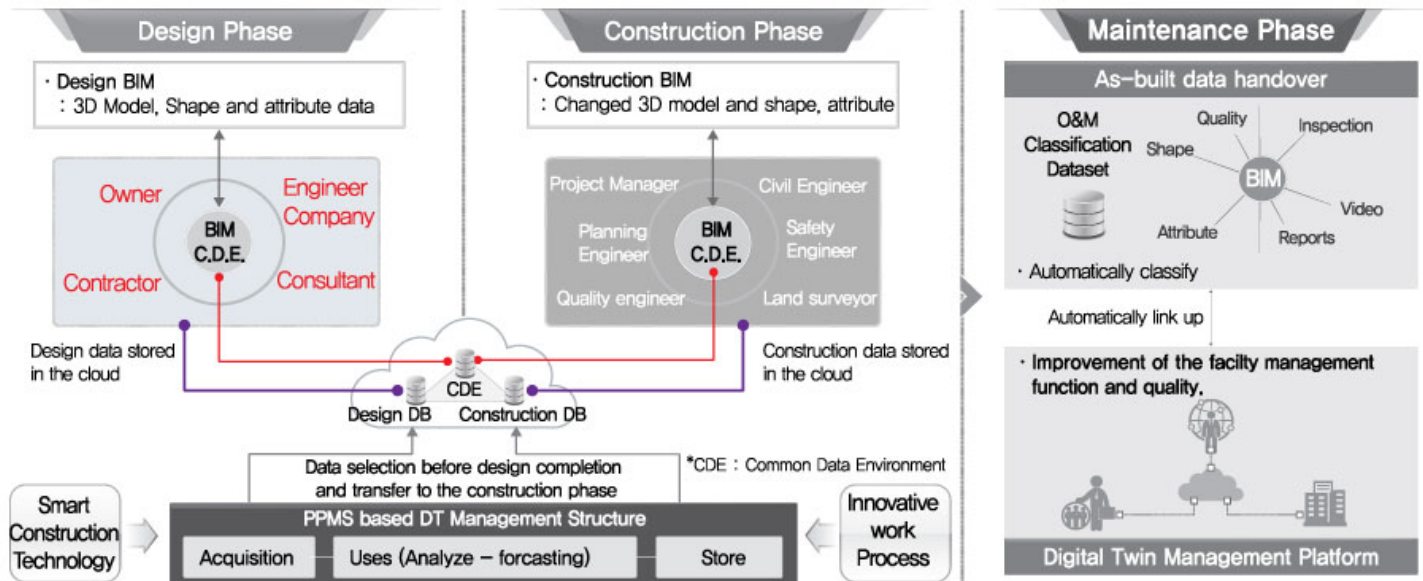 Design Phase
· Design BIM
: 3D Model, Shape and attribute data
Owner
Engineer
Company
BIM
C.D.E.
Contractor
Consultant
Design data stored
in the cloud
Construction Phase
· Construction BIM
: Changed 3D model and shape, attribute
Project Manager
Civil Engineer
Planning
Engineer
BIM
C.D.E.
Safety
Engineer
Quality engineer
Land surveyor
Construction data stored
in the cloud
CDE
Design DB
Construction DB
Data selection before design completion
and transfer to the construction phase
*CDE : Common Data Environment
Smart
Construction
Technology
PPMS based DT Management Structure
Acquisition
Uses (Analyze – forcasting)
Store
Innovative
work
Process
Maintenance Phase
As-built data handover
O&M
Classification
Dataset
Quality
Inspection
Shape
BIM
Video
Attribute
Reports
· Automatically classify
Automatically link up
· Improvement of the facilty management
function and quality.
Digital Twin Management Platform